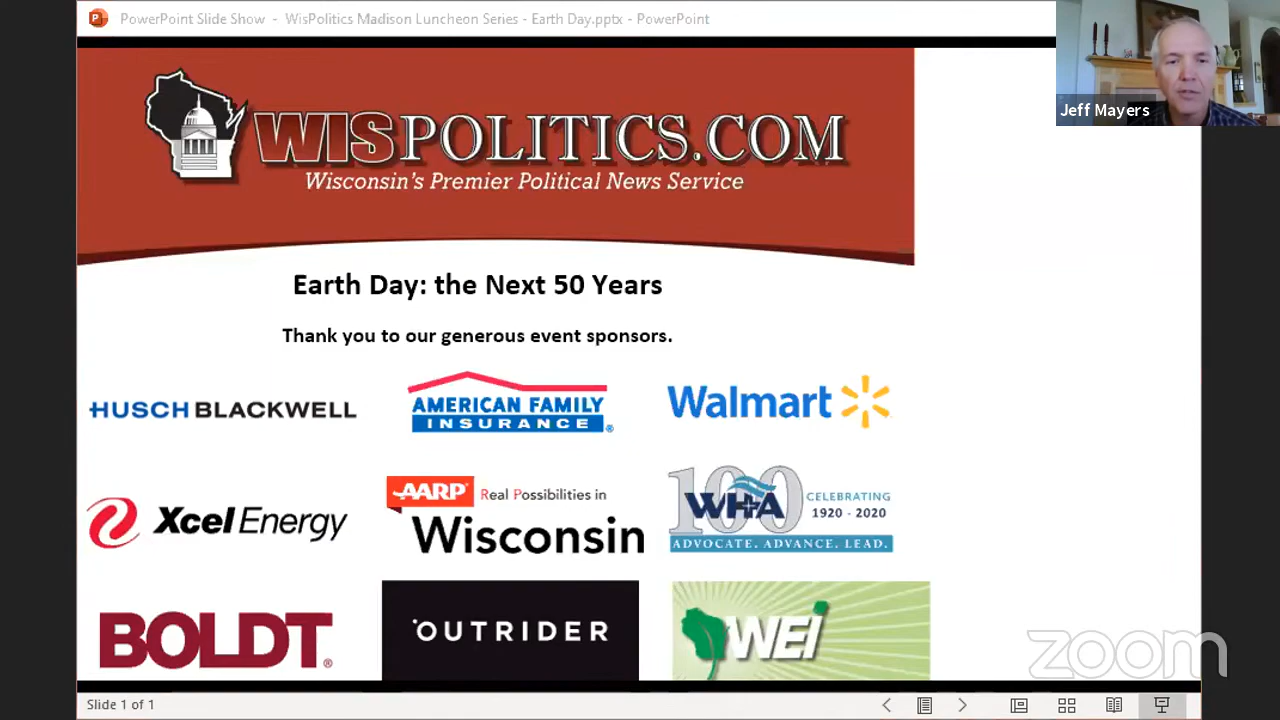 PowerPoint Slide Show - WisPolitics Madison Luncheon Series - Earth Day.pptx - PowerPoint
Jeff Mayers
WISPOLITICS.COM
Wisconsin's Premier Political News Service
Earth Day: the Next 50 Years
Thank you to our generous event sponsors.
HUSCH BLACKWELL
AMERICAN FAMILY
INSURANCE®
Walmart
Xcel Energy
AARP® Real Possibilities in
Wisconsin
100
WHA
CELEBRATING
1920 - 2020
ADVOCATE. ADVANCE. LEAD.
BOLDT®
OUTRIDER
WEI
zoom
Slide 1 of 1